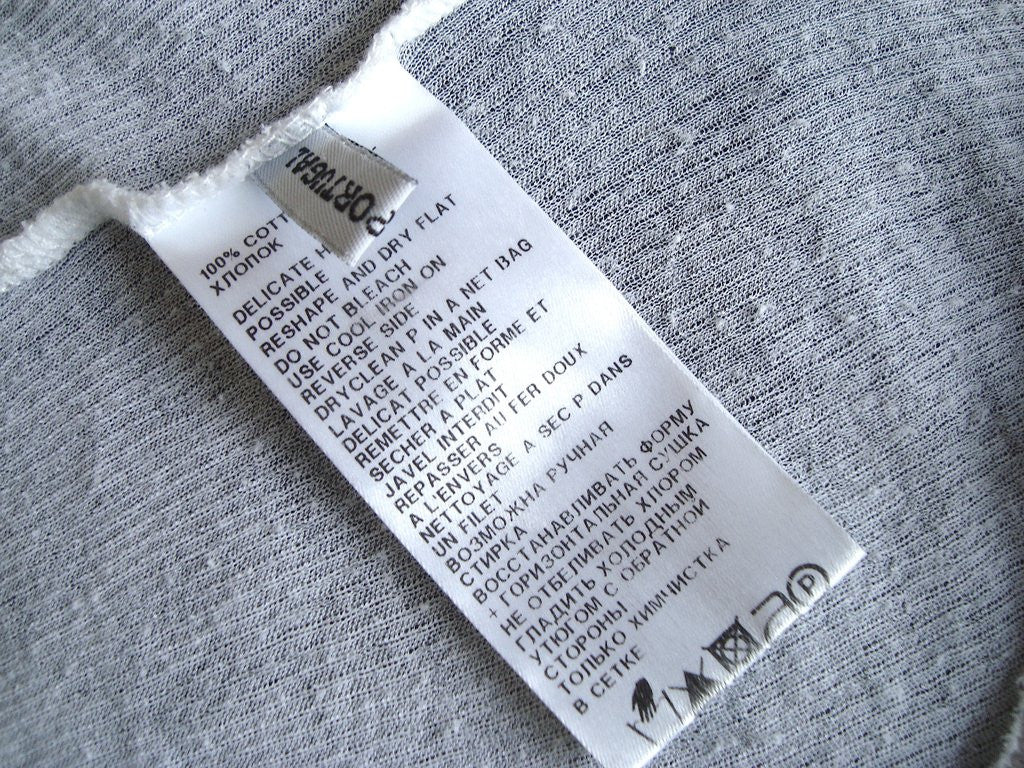 PORTUGAL
100% COTT
ХЛОПОК
DELICATE H
POSSIBLE
RESHAPE AND DRY FLAT
DO NOT BLEACH
USE COOL IRON ON
REVERSE SIDE
DRYCLEAN P IN A NET BAG
LAVAGE A LA MAIN
DELICAT POSSIBLE
REMETTRE EN FORME ET
SECHER A PLAT
JAVEL INTERDIT
REPASSER AU FER DOUX
A L'ENVERS
NETTOYAGE A SEC P DANS
UN FILET
ВОЗМОЖНА РУЧНАЯ
СТИРКА
ВОССТАНАВЛИВАТЬ ФОРМУ
+ ГОРИЗОНТАЛЬНАЯ СУШКА
НЕ ОТБЕЛИВАТЬ ХЛОРОМ
ГЛАДИТЬ ХОЛОДНЫМ
УТЮГОМ С ОБРАТНОЙ
СТОРОНЫ
ТОЛЬКО ХИМЧИСТКА
В СЕТКЕ
P